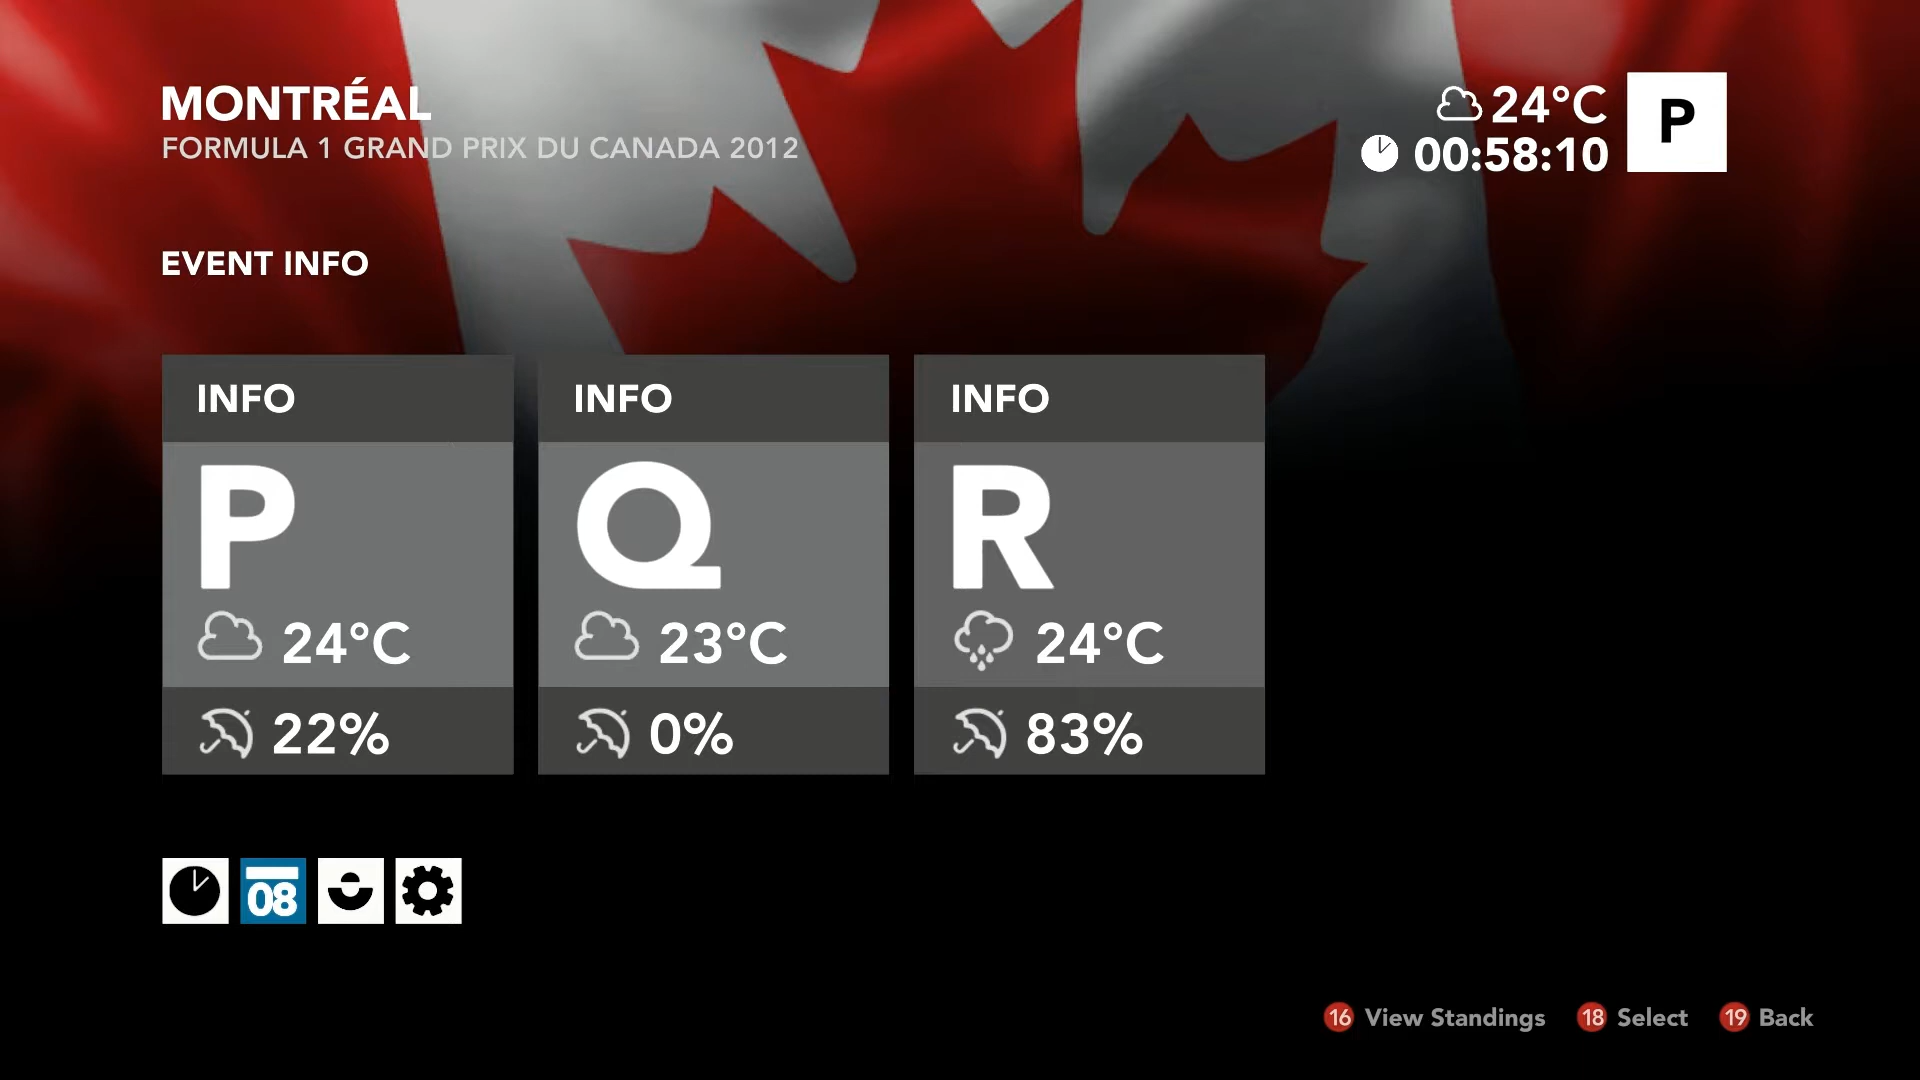 MONTRÉAL
FORMULA 1 GRAND PRIX DU CANADA 2012
24°C
00:58:10
P
EVENT INFO
INFO
P
24°C
22%
INFO
Q
23°C
0%
INFO
R
24°C
83%
08
16 View Standings 18 Select 19 Back